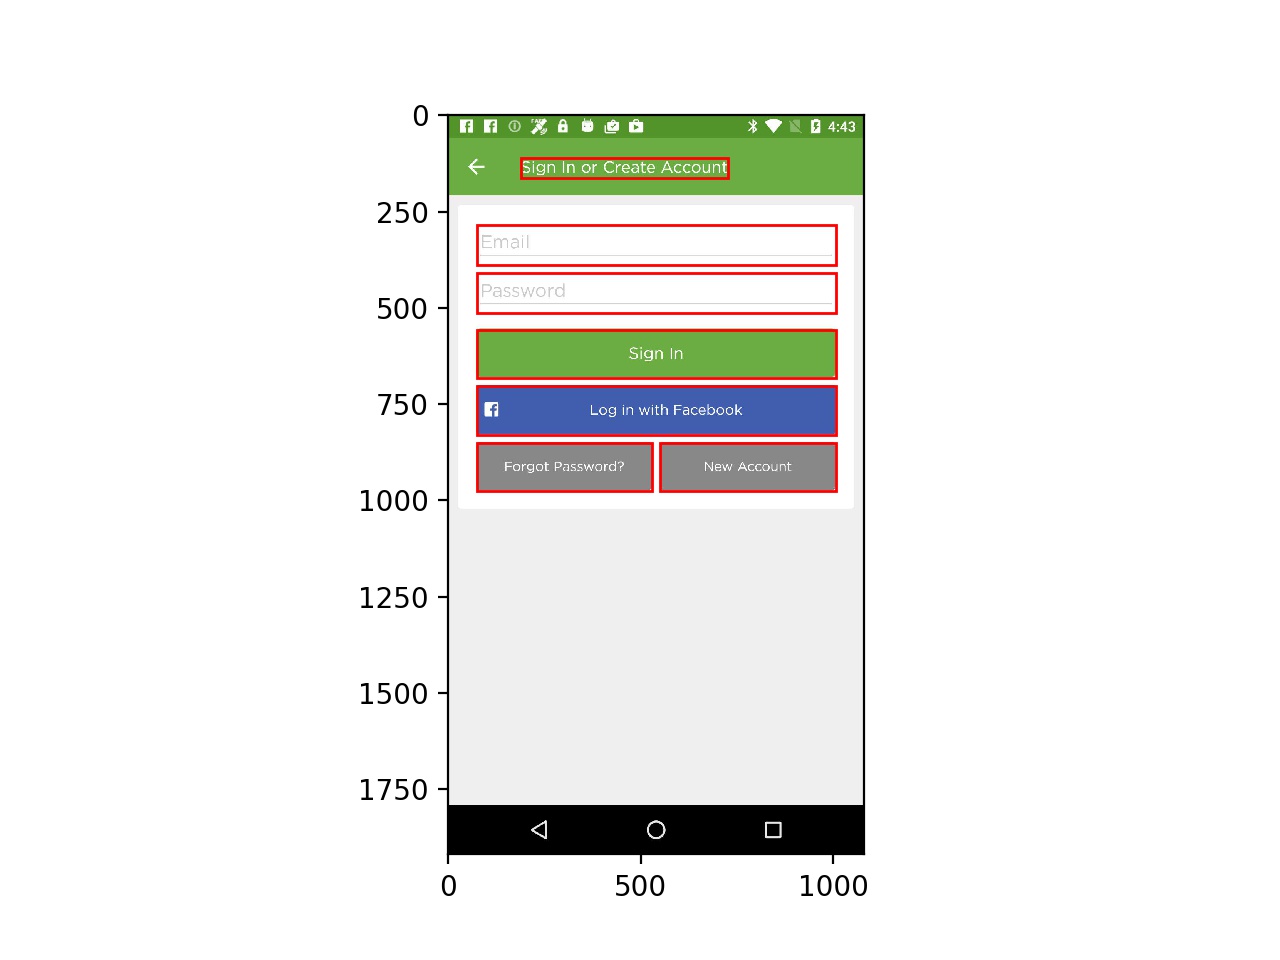 0
250
500
750
1000
1250
1500
1750
0 500 1000
4:43
Sign In or Create Account
Email
Password
Sign In
Log in with Facebook
Forgot Password? New Account